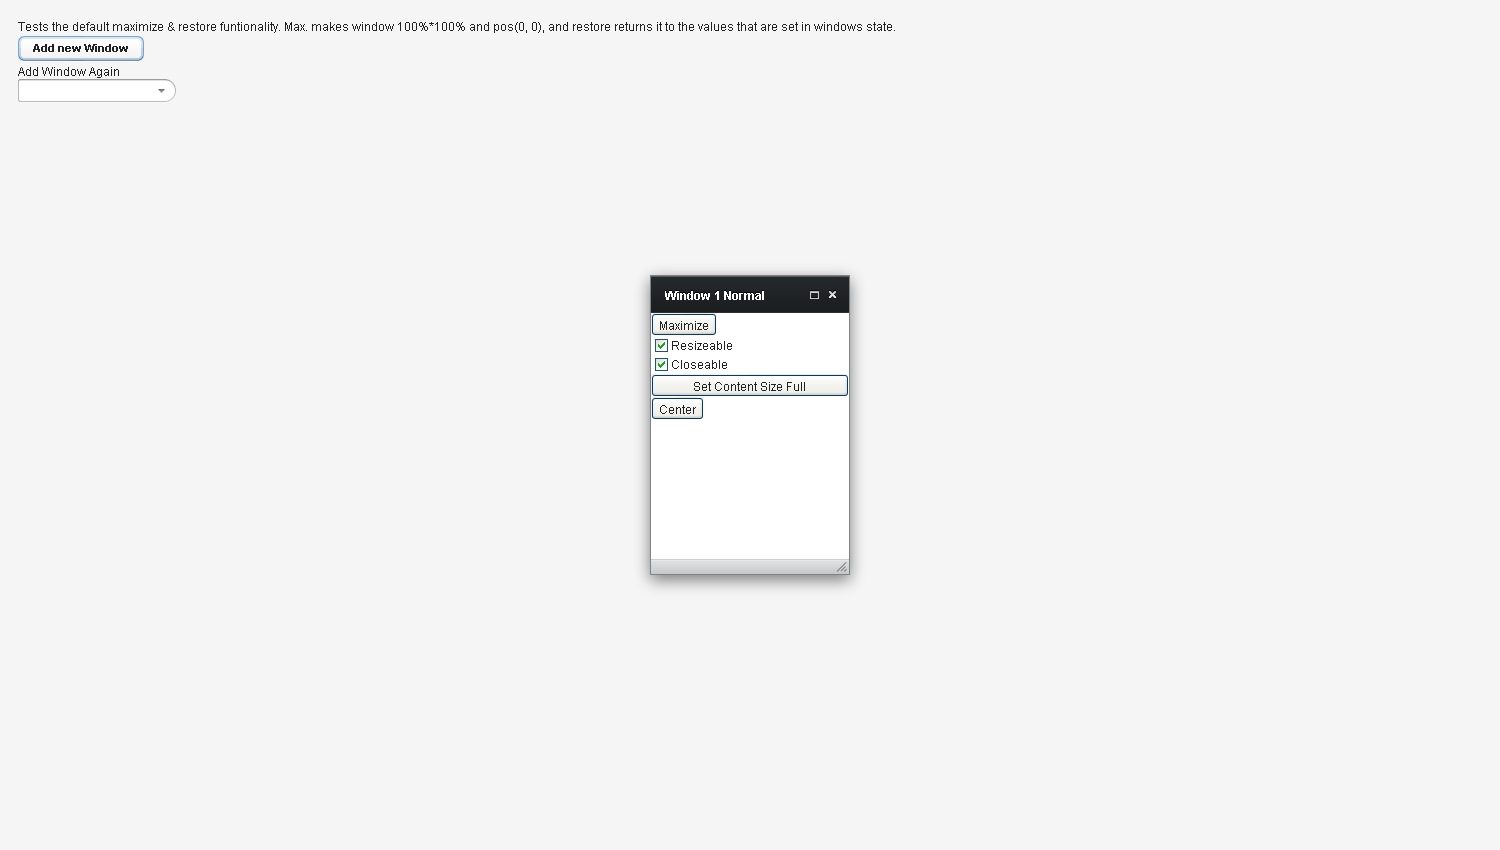 Tests the default maximize & restore funtionality. Max. makes window 100%*100% and pos(0, 0), and restore returns it to the values that are set in windows state.
Add new Window
Add Window Again
Window 1 Normal
Maximize
Resizeable
Closeable
Set Content Size Full
Center